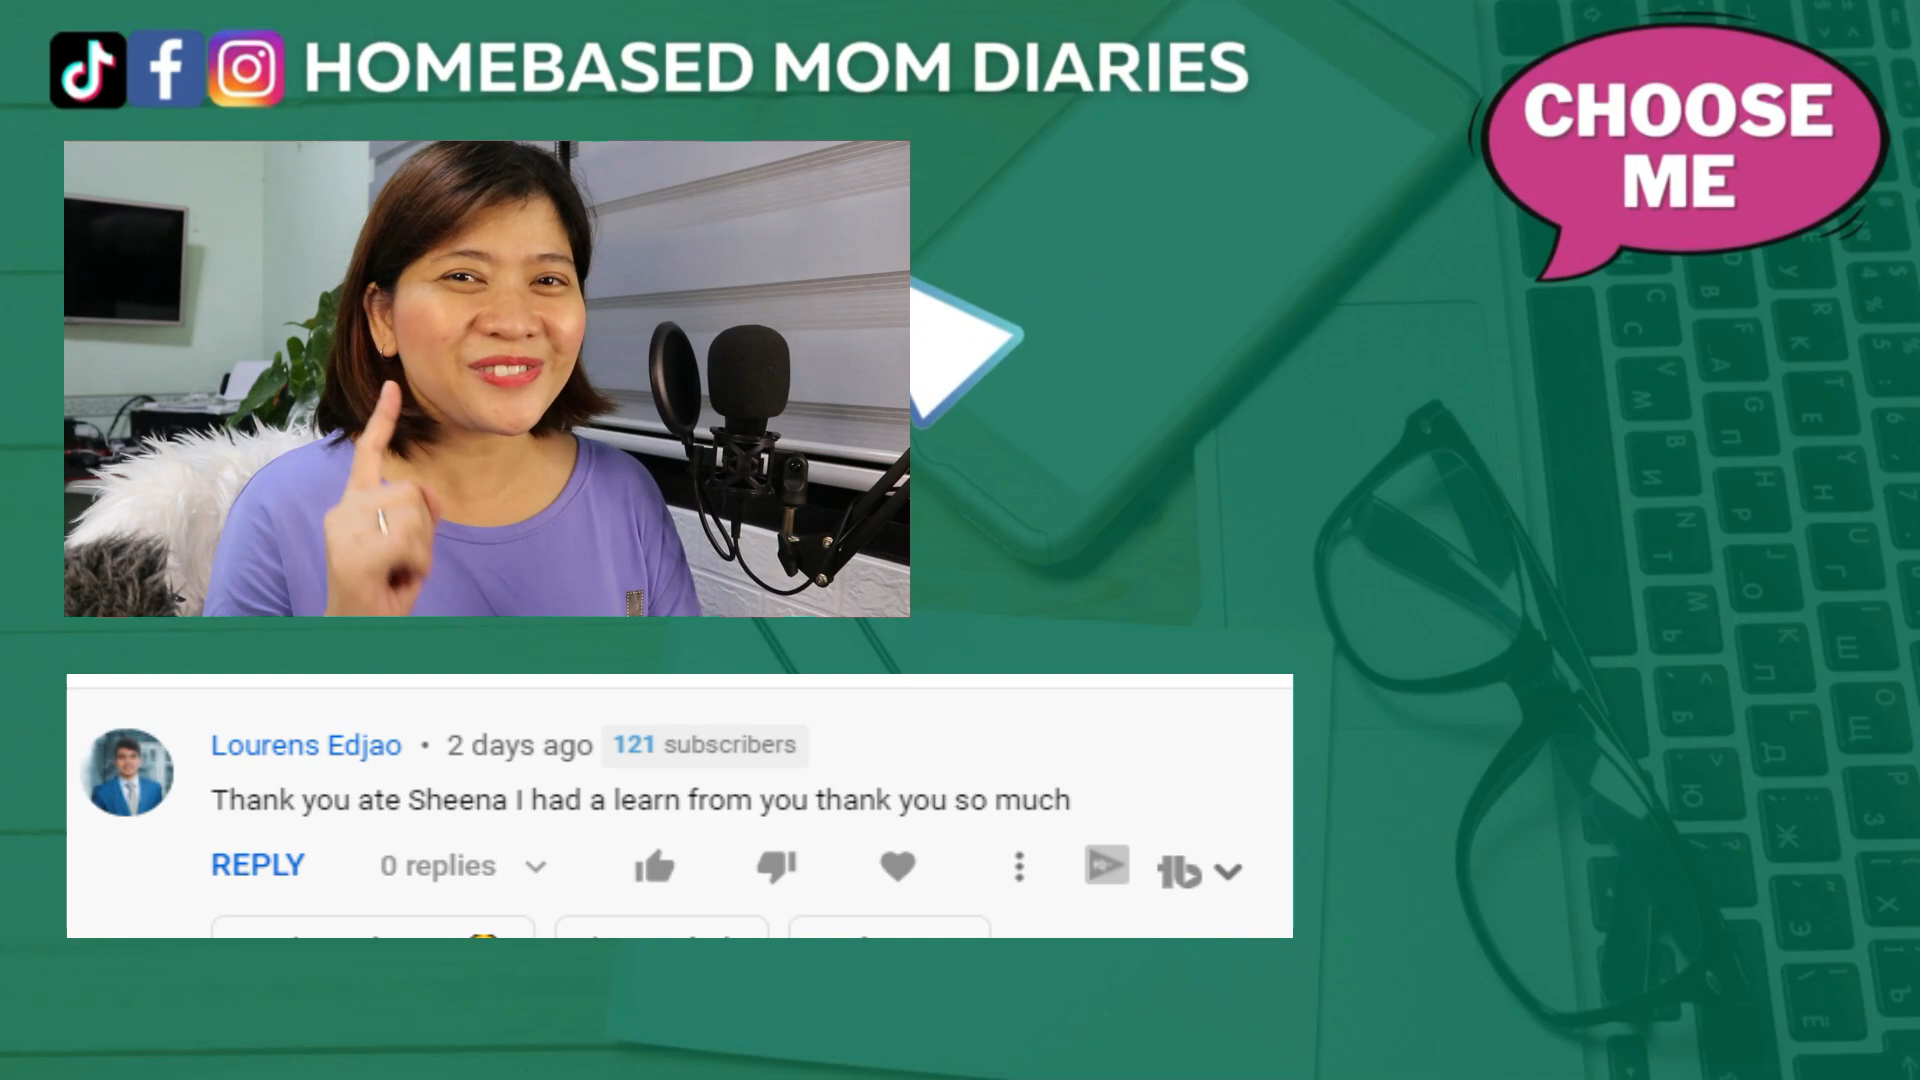 HOMEBASED MOM DIARIES
CHOOSE
ME
Lourens Edjao • 2 days ago 121 subscribers
Thank you ate Sheena I had a learn from you thank you so much
REPLY 0 replies